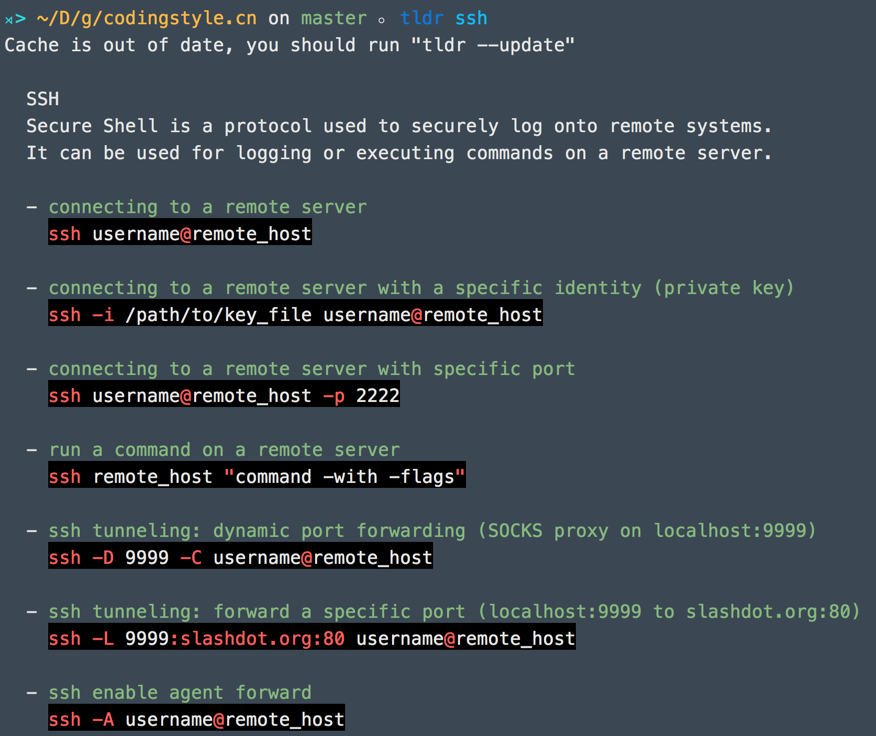 ⋊> ~/D/g/codingstyle.cn on master ◦ tldr ssh
Cache is out of date, you should run "tldr --update"
SSH
Secure Shell is a protocol used to securely log onto remote systems.
It can be used for logging or executing commands on a remote server.
- connecting to a remote server
ssh username@remote_host
- connecting to a remote server with a specific identity (private key)
ssh -i /path/to/key_file username@remote_host
- connecting to a remote server with specific port
ssh username@remote_host -p 2222
- run a command on a remote server
ssh remote_host "command -with -flags"
- ssh tunneling: dynamic port forwarding (SOCKS proxy on localhost:9999)
ssh -D 9999 -C username@remote_host
- ssh tunneling: forward a specific port (localhost:9999 to slashdot.org:80)
ssh -L 9999:slashdot.org:80 username@remote_host
- ssh enable agent forward
ssh -A username@remote_host